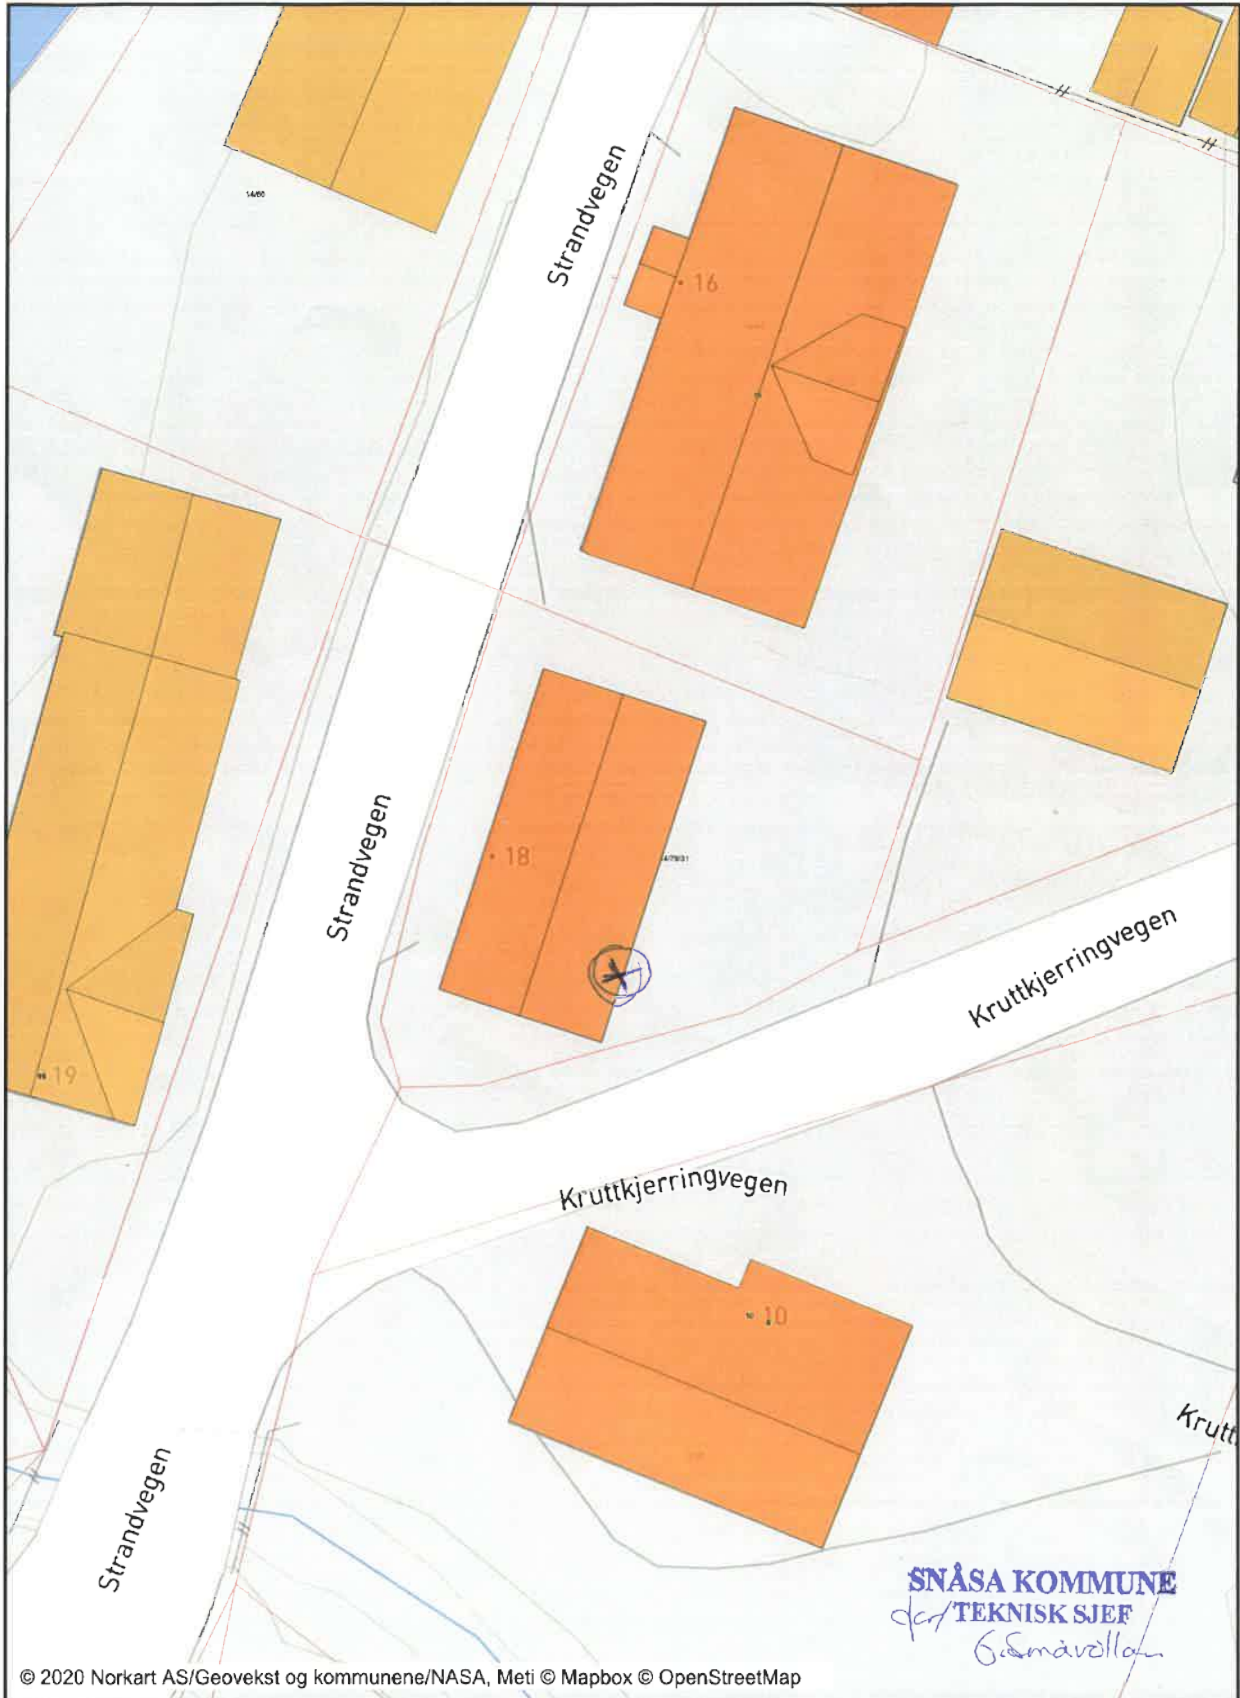 14/66
Strandvegen
16
18
Strandvegen
19
Kruttkjerringvegen
Kruttkjerringvegen
10
Strandvegen
SNÅSA KOMMUNE
TEKNISK SJEF
© 2020 Norkart AS/Geovekst og kommunene/NASA, Meti © Mapbox © OpenStreetMap